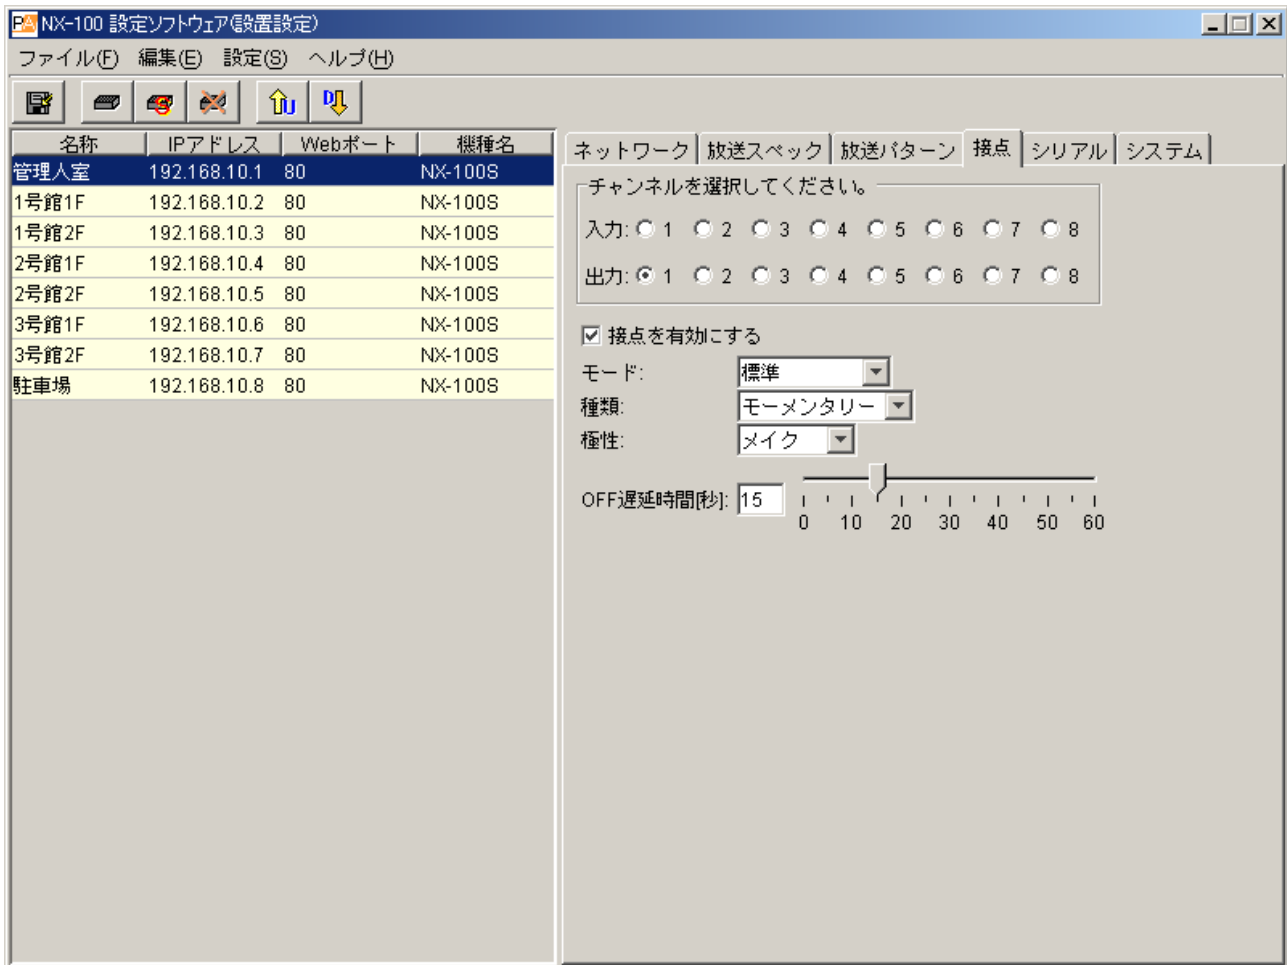 NX-100 設定ソフトウェア(設置設定)
ファイル(F) 編集(E) 設定(S) ヘルプ(H)
名称 IPアドレス Webポート 機種名
管理人室 192.168.10.1 80 NX-100S
1号館1F 192.168.10.2 80 NX-100S
1号館2F 192.168.10.3 80 NX-100S
2号館1F 192.168.10.4 80 NX-100S
2号館2F 192.168.10.5 80 NX-100S
3号館1F 192.168.10.6 80 NX-100S
3号館2F 192.168.10.7 80 NX-100S
駐車場 192.168.10.8 80 NX-100S
ネットワーク 放送スペック 放送パターン 接点 シリアル システム
チャンネルを選択してください。
入力: 1 2 3 4 5 6 7 8
出力: 1 2 3 4 5 6 7 8
接点を有効にする
モード: 標準
種類: モーメンタリー
極性: メイク
OFF遅延時間[秒]: 15
0 10 20 30 40 50 60